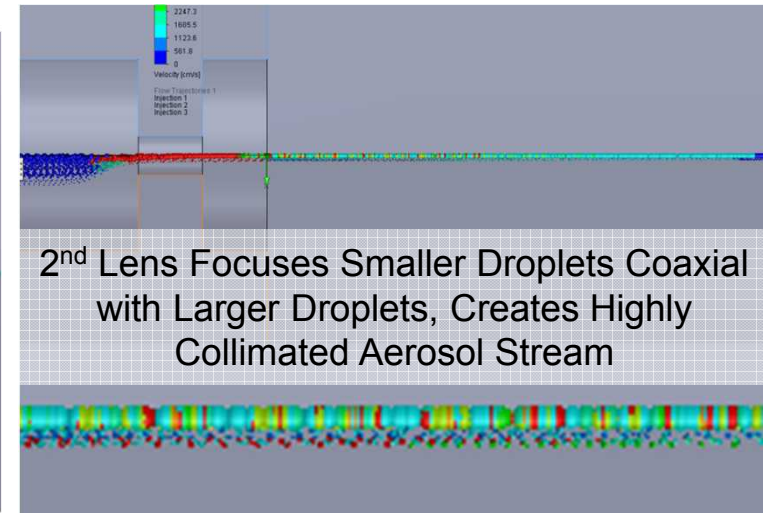 2247.3
1685.5
1123.6
561.8
0
Velocity [cm/s]
Flow Trajectories 1
Injection 1
Injection 2
Injection 3
2nd Lens Focuses Smaller Droplets Coaxial
with Larger Droplets, Creates Highly
Collimated Aerosol Stream